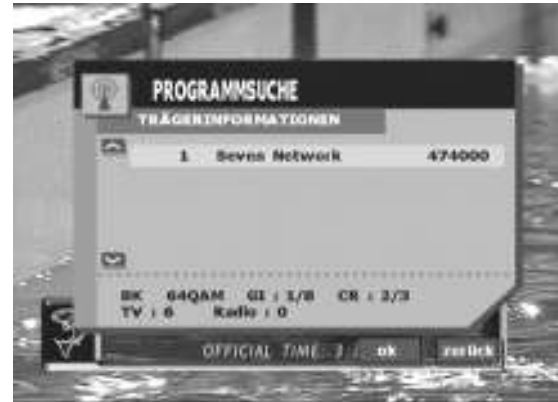 PROGRAMMSUCHE
TRÄGERINFORMATIONEN
1 Seven Network 474000
8K 64QAM GI : 1/8 CR : 2/3
TV : 6 Radio : 0
OFFICIAL TIME: ok zurück